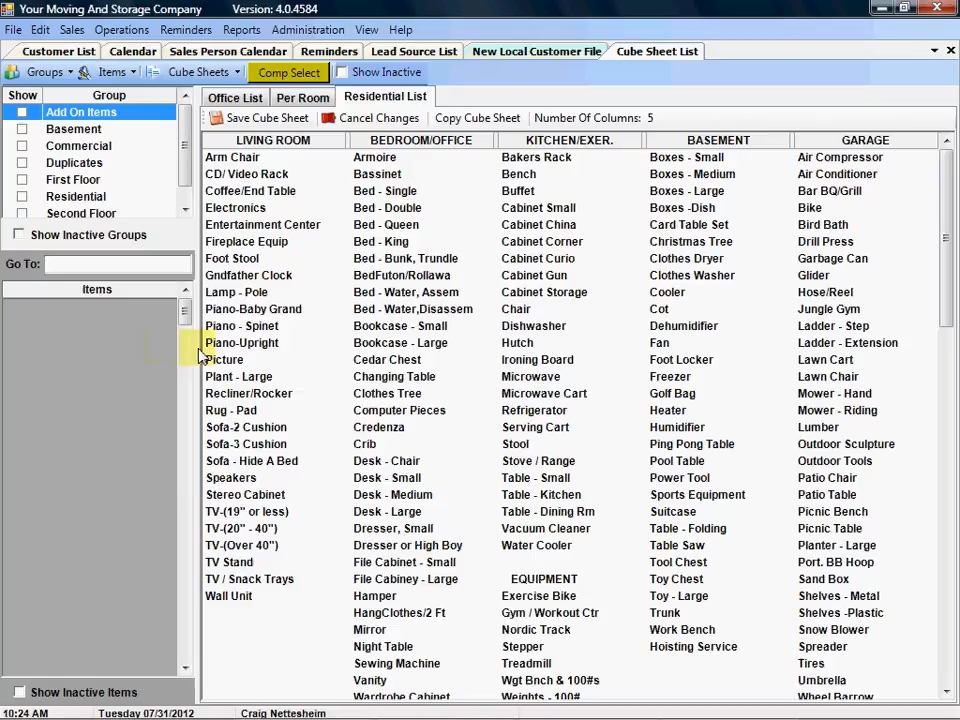 Your Moving And Storage Company Version: 4.0.4584
File Edit Sales Operations Reminders Reports Administration View Help
Customer List Calendar Sales Person Calendar Reminders Lead Source List New Local Customer File Cube Sheet List
Groups Items Cube Sheets Comp Select Show Inactive
Show Group
Add On Items
Basement
Commercial
Duplicates
First Floor
Residential
Second Floor
Show Inactive Groups
Go To:
Items
Show Inactive Items
Office List Per Room Residential List
Save Cube Sheet Cancel Changes Copy Cube Sheet Number Of Columns: 5
LIVING ROOM BEDROOM/OFFICE KITCHEN/EXER. BASEMENT GARAGE
Arm Chair Armoire Bakers Rack Boxes - Small Air Compressor
CD/ Video Rack Bassinet Bench Boxes - Medium Air Conditioner
Coffee/End Table Bed - Single Buffet Boxes - Large Bar BQ/Grill
Electronics Bed - Double Cabinet Small Boxes -Dish Bike
Entertainment Center Bed - Queen Cabinet China Card Table Set Bird Bath
Fireplace Equip Bed - King Cabinet Corner Christmas Tree Drill Press
Foot Stool Bed - Bunk, Trundle Cabinet Curio Clothes Dryer Garbage Can
Gndfather Clock BedFuton/Rollawa Cabinet Gun Clothes Washer Glider
Lamp - Pole Bed - Water, Assem Cabinet Storage Cooler Hose/Reel
Piano-Baby Grand Bed - Water,Disassem Chair Cot Jungle Gym
Piano - Spinet Bookcase - Small Dishwasher Dehumidifier Ladder - Step
Piano-Upright Bookcase - Large Hutch Fan Ladder - Extension
Picture Cedar Chest Ironing Board Foot Locker Lawn Cart
Plant - Large Changing Table Microwave Freezer Lawn Chair
Recliner/Rocker Clothes Tree Microwave Cart Golf Bag Mower - Hand
Rug - Pad Computer Pieces Refrigerator Heater Mower - Riding
Sofa-2 Cushion Credenza Serving Cart Humidifier Lumber
Sofa-3 Cushion Crib Stool Ping Pong Table Outdoor Sculpture
Sofa - Hide A Bed Desk - Chair Stove / Range Pool Table Outdoor Tools
Speakers Desk - Small Table - Small Power Tool Patio Chair
Stereo Cabinet Desk - Medium Table - Kitchen Sports Equipment Patio Table
TV-(19" or less) Desk - Large Table - Dining Rm Suitcase Picnic Bench
TV-(20" - 40") Dresser, Small Vacuum Cleaner Table - Folding Picnic Table
TV-(Over 40") Dresser or High Boy Water Cooler Table Saw Planter - Large
TV Stand File Cabinet - Small Tool Chest Port. BB Hoop
TV / Snack Trays File Cabiney - Large EQUIPMENT Toy Chest Sand Box
Wall Unit Hamper Exercise Bike Toy - Large Shelves - Metal
HangClothes/2 Ft Gym / Workout Ctr Trunk Shelves -Plastic
Mirror Nordic Track Work Bench Snow Blower
Night Table Stepper Hoisting Service Spreader
Sewing Machine Treadmill Tires
Vanity Wgt Bnch & 100#s Umbrella
Wardrobe Cabinet Weights - 100# Wheel Barrow
10:24 AM Tuesday 07/31/2012 Craig Nettesheim